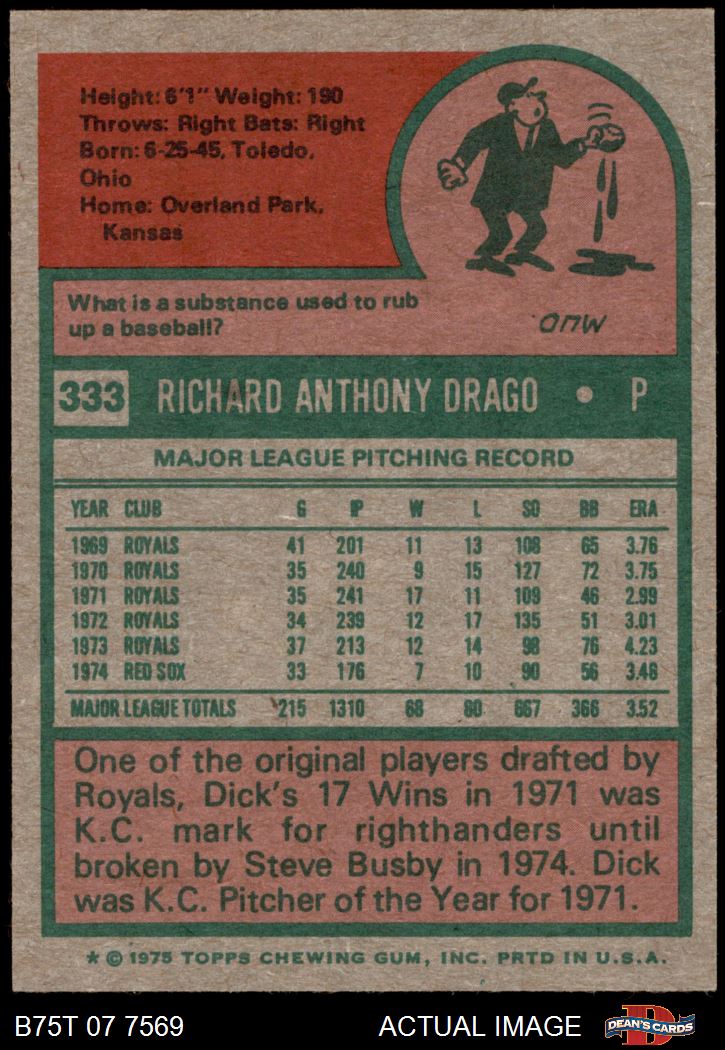 Height: 6'1" Weight: 190
Throws: Right Bats: Right
Born: 6-25-45, Toledo,
Ohio
Home: Overland Park,
Kansas
What is a substance used to rub
up a baseball?
MUD
333 RICHARD ANTHONY DRAGO • P
MAJOR LEAGUE PITCHING RECORD
YEAR CLUB G IP W L SO BB ERA
1969 ROYALS 41 201 11 13 108 65 3.76
1970 ROYALS 35 240 9 15 127 72 3.75
1971 ROYALS 35 241 17 11 109 46 2.99
1972 ROYALS 34 239 12 17 135 51 3.01
1973 ROYALS 37 213 12 14 98 76 4.23
1974 RED SOX 33 176 7 10 90 56 3.48
MAJOR LEAGUE TOTALS 215 1310 68 80 667 366 3.52
One of the original players drafted by
Royals, Dick's 17 Wins in 1971 was
K.C. mark for righthanders until
broken by Steve Busby in 1974. Dick
was K.C. Pitcher of the Year for 1971.
* © 1975 TOPPS CHEWING GUM, INC. PRTD IN U.S.A.
B75T 07 7569 ACTUAL IMAGE
D
DEAN'S CARDS